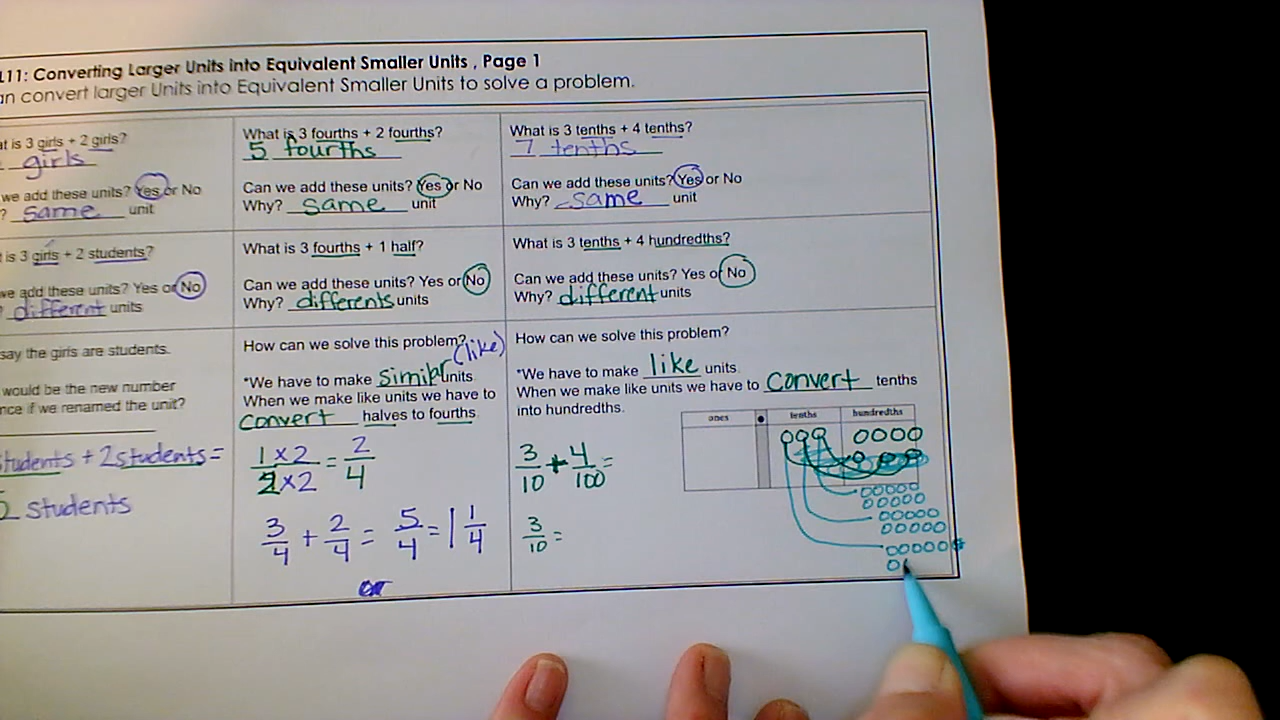 L11: Converting Larger Units into Equivalent Smaller Units , Page 1
an convert larger Units into Equivalent Smaller Units to solve a problem.
t is 3 girls + 2 girls?
girls
we add these units? Yes or No
? same unit
is 3 girls + 2 students?
we add these units? Yes or No
different units
say the girls are students.
would be the new number
nce if we renamed the unit?
students + 2 students =
5 students
What is 3 fourths + 2 fourths?
5 fourths
Can we add these units? Yes or No
Why? same unit
What is 3 fourths + 1 half?
Can we add these units? Yes or No
Why? differents units
How can we solve this problem?
(like)
*We have to make similar units
When we make like units we have to
convert halves to fourths.
1 x 2 / 2 x 2 = 2/4
3/4 + 2/4 = 5/4 = 1 1/4
or
What is 3 tenths + 4 tenths?
7 tenths
Can we add these units? Yes or No
Why? same unit
What is 3 tenths + 4 hundredths?
Can we add these units? Yes or No
Why? different units
How can we solve this problem?
*We have to make like units.
When we make like units we have to convert tenths
into hundredths.
ones . tenths hundredths
3/10 + 4/100 =
3/10 =